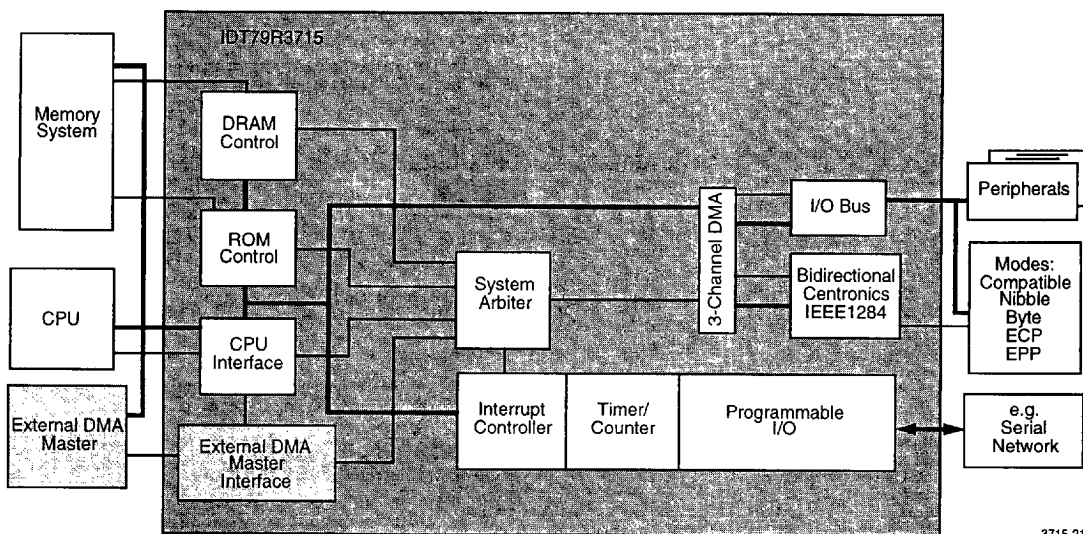 IDT79R3715
Memory
System
DRAM
Control
ROM
Control
CPU
CPU
Interface
External DMA
Master
External DMA
Master
Interface
System
Arbiter
3-Channel DMA
I/O Bus
Bidirectional
Centronics
IEEE1284
Interrupt
Controller
Timer/
Counter
Programmable
I/O
Peripherals
Modes:
Compatible
Nibble
Byte
ECP
EPP
e.g.
Serial
Network